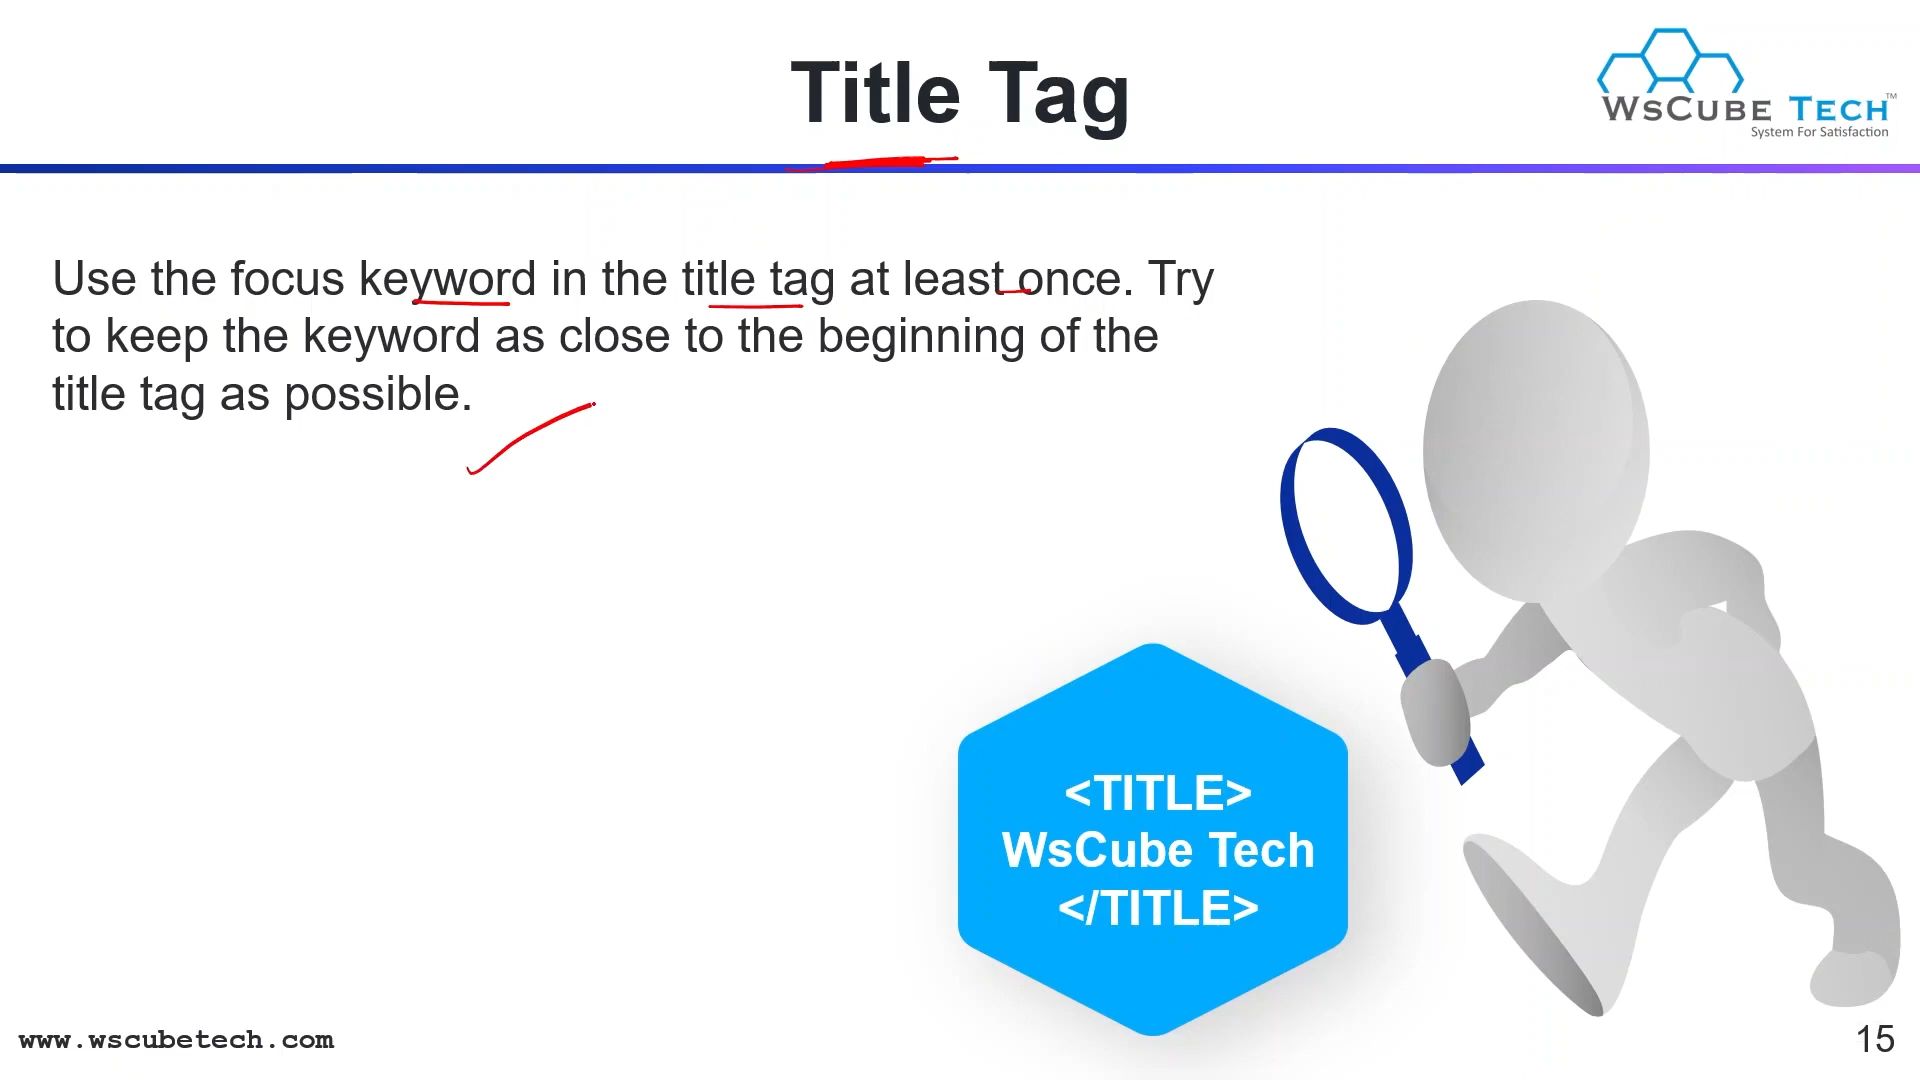 Title Tag
WSCUBE TECH™
System For Satisfaction
Use the focus keyword in the title tag at least once. Try
to keep the keyword as close to the beginning of the
title tag as possible.
<TITLE>
WsCube Tech
</TITLE>
www.wscubetech.com
15